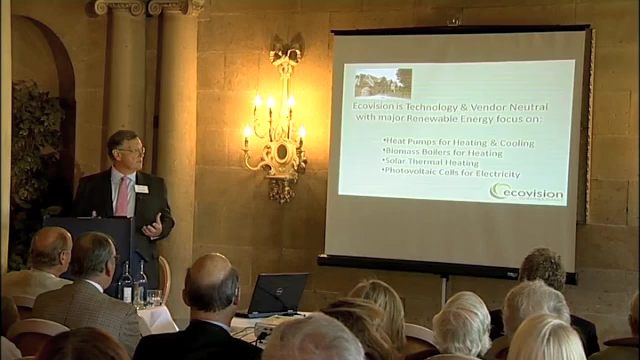 Ecovision is Technology & Vendor Neutral
with major Renewable Energy focus on:
•Heat Pumps for Heating & Cooling
•Biomass Boilers for Heating
•Solar Thermal Heating
•Photovoltaic Cells for Electricity
ecovision